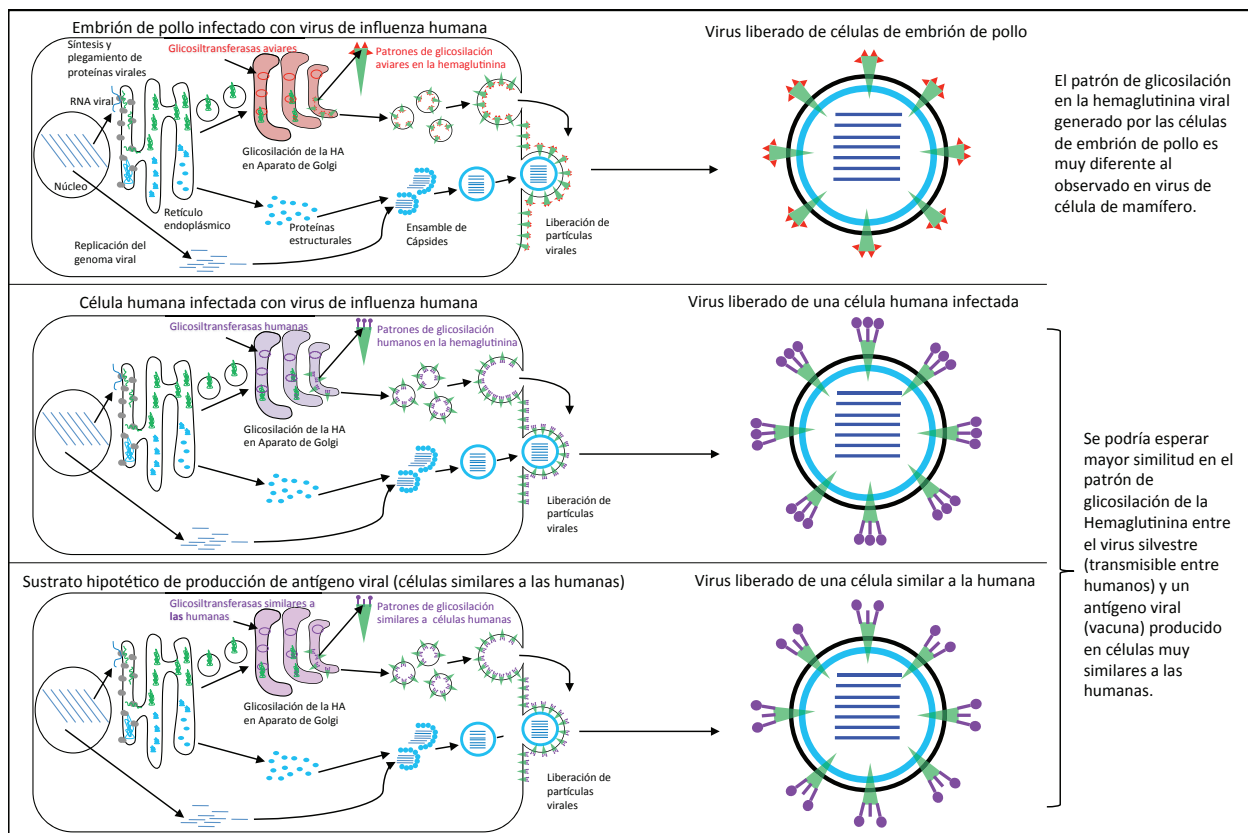 Embrión de pollo infectado con virus de influenza humana
Síntesis y
plegamiento de
proteínas virales
Glicosiltransferasas aviares
Patrones de glicosilación
aviares en la hemaglutinina
RNA viral
Glicosilación de la HA
en Aparato de Golgi
Núcleo
Retículo
endoplásmico
Proteínas
estructurales
Ensamble de
Cápsides
Liberación de
partículas
virales
Replicación del
genoma viral
Virus liberado de células de embrión de pollo
El patrón de glicosilación
en la hemaglutinina viral
generado por las células
de embrión de pollo es
muy diferente al
observado en virus de
célula de mamífero.
Célula humana infectada con virus de influenza humana
Glicosiltransferasas humanas
Patrones de glicosilación
humanos en la hemaglutinina
Glicosilación de la HA
en Aparato de Golgi
Liberación de
partículas
virales
Virus liberado de una célula humana infectada
Sustrato hipotético de producción de antígeno viral (células similares a las humanas)
Glicosiltransferasas similares a
las humanas
Patrones de glicosilación
similares a células humanas
Glicosilación de la HA
en Aparato de Golgi
Liberación de
partículas
virales
Virus liberado de una célula similar a la humana
Se podría esperar
mayor similitud en el
patrón de
glicosilación de la
Hemaglutinina entre
el virus silvestre
(transmisible entre
humanos) y un
antígeno viral
(vacuna) producido
en células muy
similares a las
humanas.